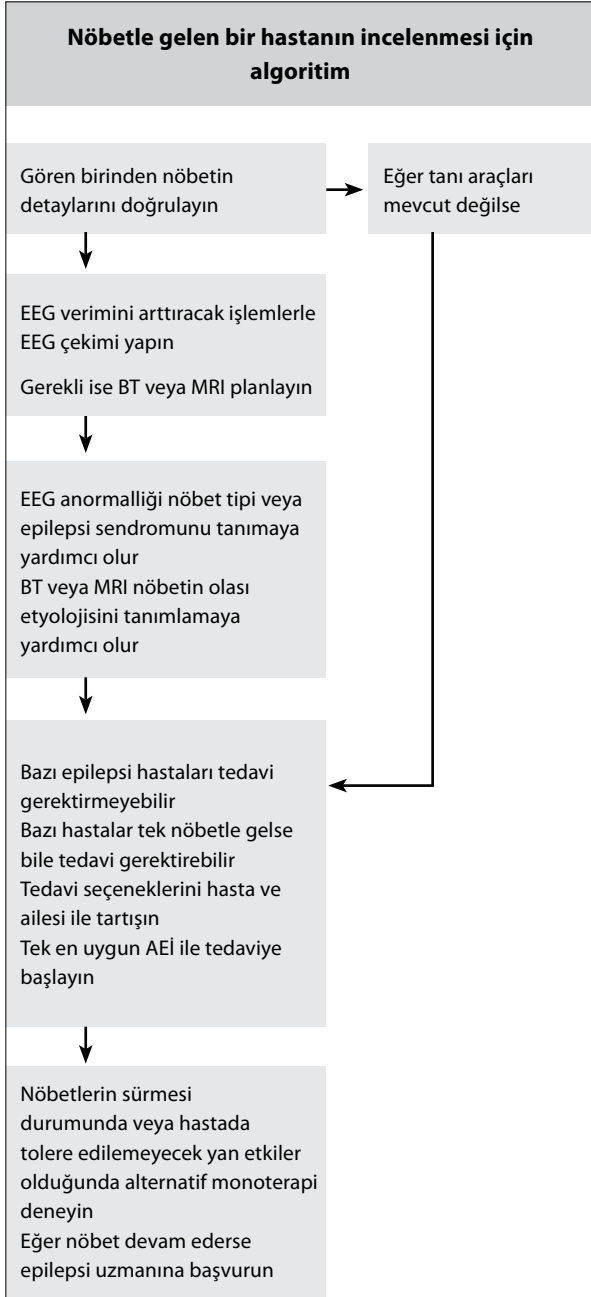 Nöbetle gelen bir hastanın incelenmesi için
algoritim
Gören birinden nöbetin
detaylarını doğrulayın
Eğer tanı araçları
mevcut değilse
EEG verimini arttıracak işlemlerle
EEG çekimi yapın
Gerekli ise BT veya MRI planlayın
EEG anormalliği nöbet tipi veya
epilepsi sendromunu tanımaya
yardımcı olur
BT veya MRI nöbetin olası
etyolojisini tanımlamaya
yardımcı olur
Bazı epilepsi hastaları tedavi
gerektirmeyebilir
Bazı hastalar tek nöbetle gelse
bile tedavi gerektirebilir
Tedavi seçeneklerini hasta ve
ailesi ile tartışın
Tek en uygun AEİ ile tedaviye
başlayın
Nöbetlerin sürmesi
durumunda veya hastada
tolere edilemeyecek yan etkiler
olduğunda alternatif monoterapi
deneyin
Eğer nöbet devam ederse
epilepsi uzmanına başvurun